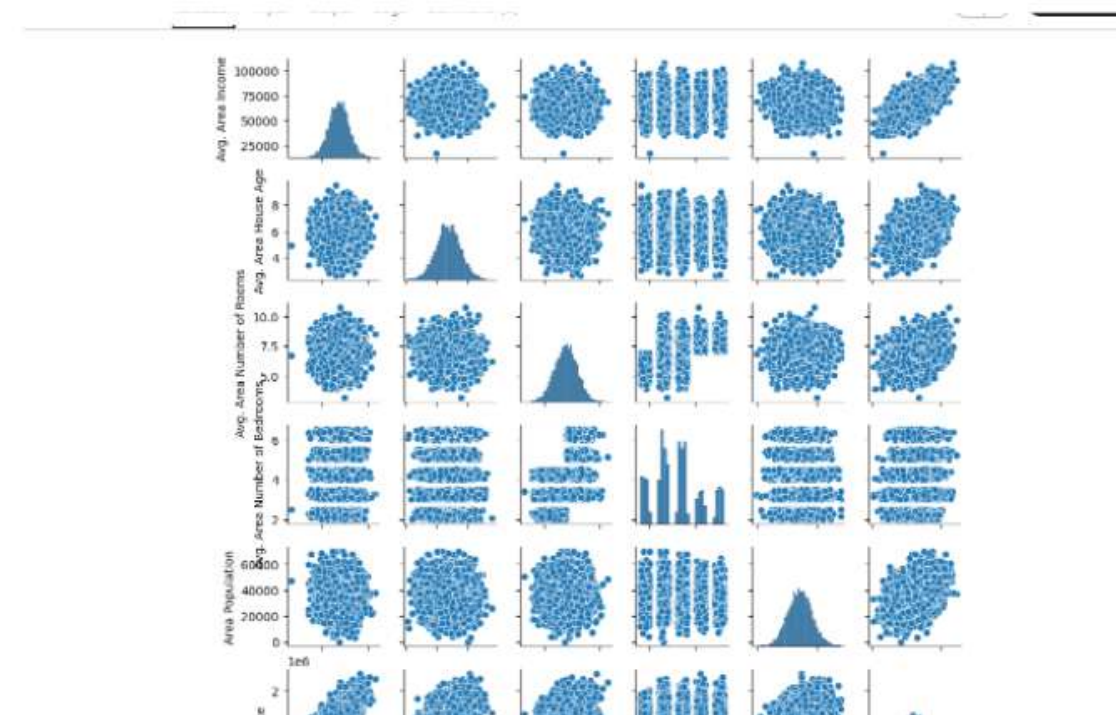 Avg. Area Income
100000
75000
50000
25000
Avg. Area House Age
8
6
4
Avg. Area Number of Rooms
10.0
7.5
5.0
Avg. Area Number of Bedrooms
6
4
2
Area Population
60000
40000
20000
0
1e6
2
e